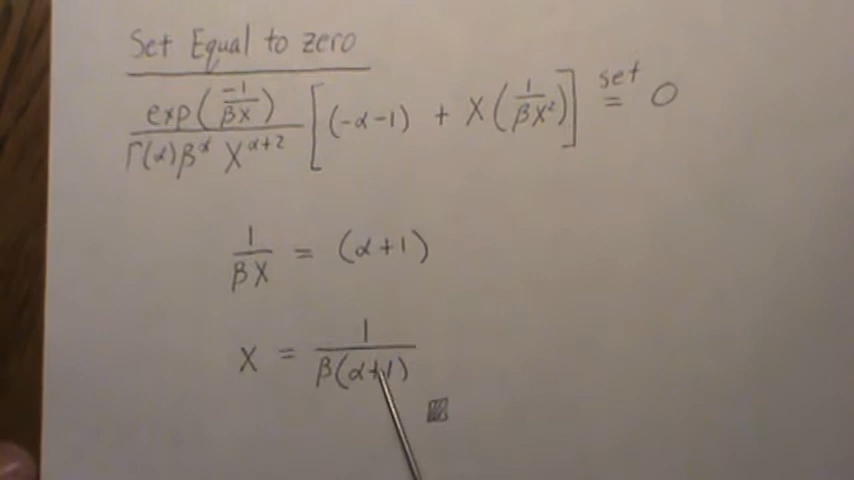 Set Equal to zero
exp(-1/βX) / Γ(α)β^α X^(α+2) [(-α-1) + X(1/βX²)] set = 0
1/βX = (α+1)
X = 1/β(α+1)